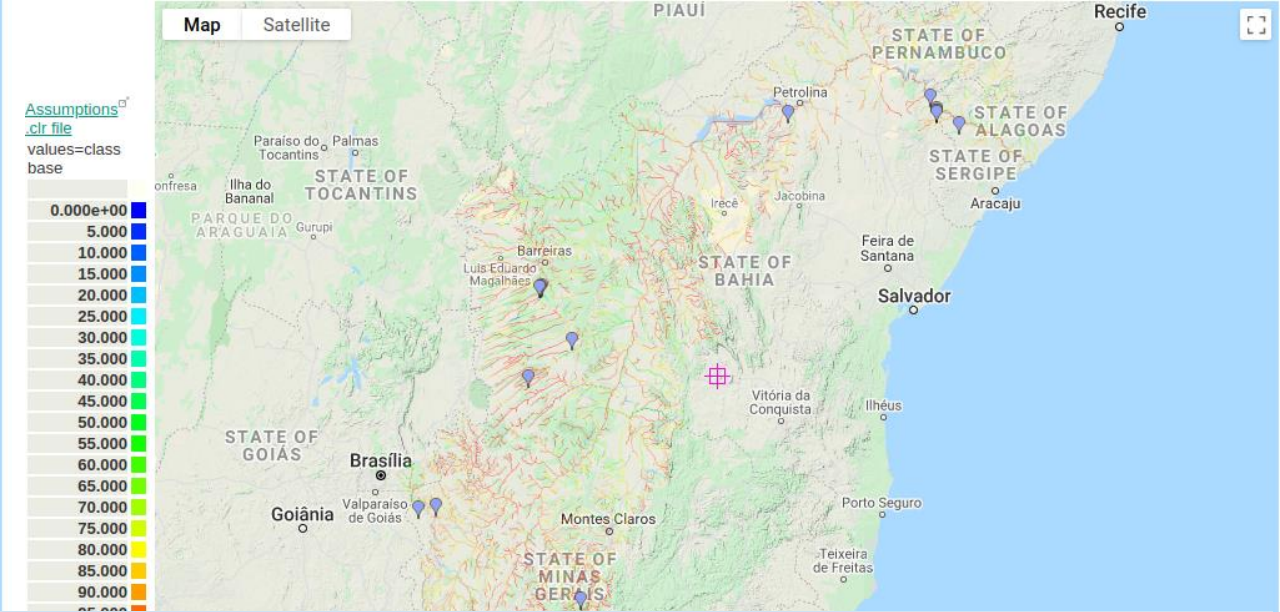 Map
Satellite
Assumptions
.clr file
values=class
base
0.000e+00
5.000
10.000
15.000
20.000
25.000
30.000
35.000
40.000
45.000
50.000
55.000
60.000
65.000
70.000
75.000
80.000
85.000
90.000
PIAUÍ
Recife
STATE OF
PERNAMBUCO
Petrolina
STATE OF
ALAGOAS
Paraíso do
Tocantins
Palmas
STATE OF
SERGIPE
onfresa
Ilha do
Bananal
STATE OF
TOCANTINS
Irecê
Jacobina
Aracaju
PARQUE DO
ARAGUAIA
Gurupi
Barreiras
Feira de
Santana
Luís Eduardo
Magalhães
STATE OF
BAHIA
Salvador
Vitória da
Conquista
Ilhéus
STATE OF
GOIÁS
Brasília
Valparaíso
de Goiás
Goiânia
Montes Claros
Porto Seguro
STATE OF
MINAS
GERAIS
Teixeira
de Freitas